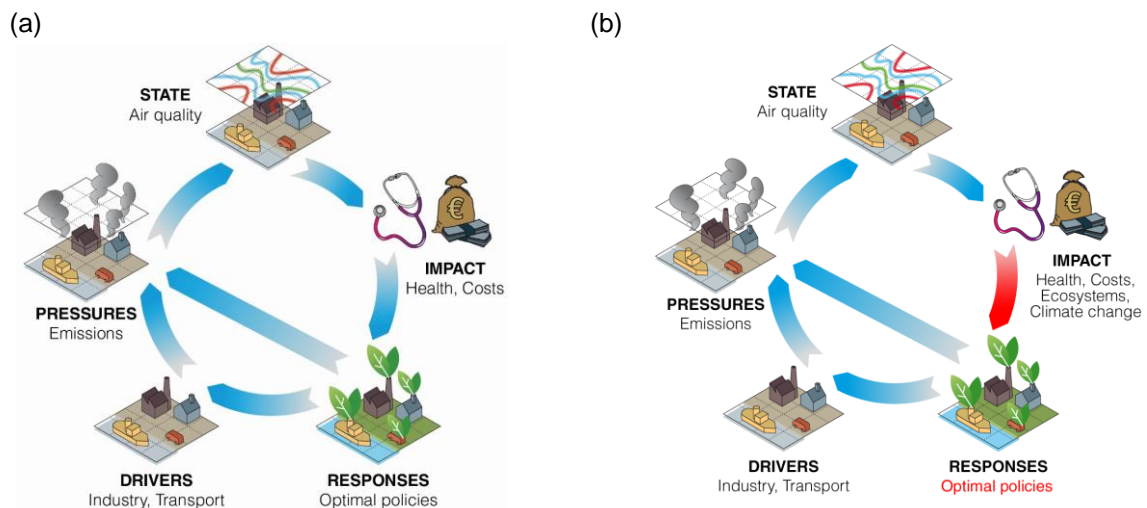 (a)
STATE
Air quality
PRESSURES
Emissions
€
IMPACT
Health, Costs
DRIVERS
Industry, Transport
RESPONSES
Optimal policies
(b)
STATE
Air quality
PRESSURES
Emissions
€
IMPACT
Health, Costs,
Ecosystems,
Climate change
DRIVERS
Industry, Transport
RESPONSES
Optimal policies